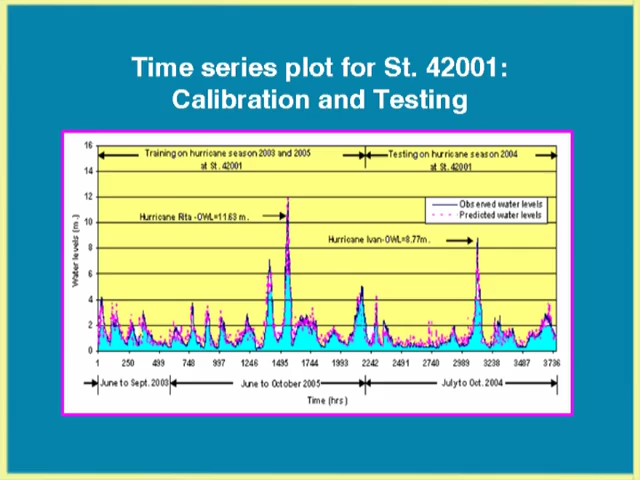 Time series plot for St. 42001:
Calibration and Testing
Training on hurricane season 2003 and 2005
at St. 42001
Testing on hurricane season 2004
at St. 42001
Observed water levels
Predicted water levels
Hurricane Rita -OWL=11.63 m.
Hurricane Ivan-OWL=8.77m.
Water levels (m.)
16
14
12
10
8
6
4
2
0
1 250 499 748 997 1246 1495 1744 1993 2242 2491 2740 2989 3238 3487 3736
June to Sept. 2003 June to October 2005 July to Oct. 2004
Time (hrs)